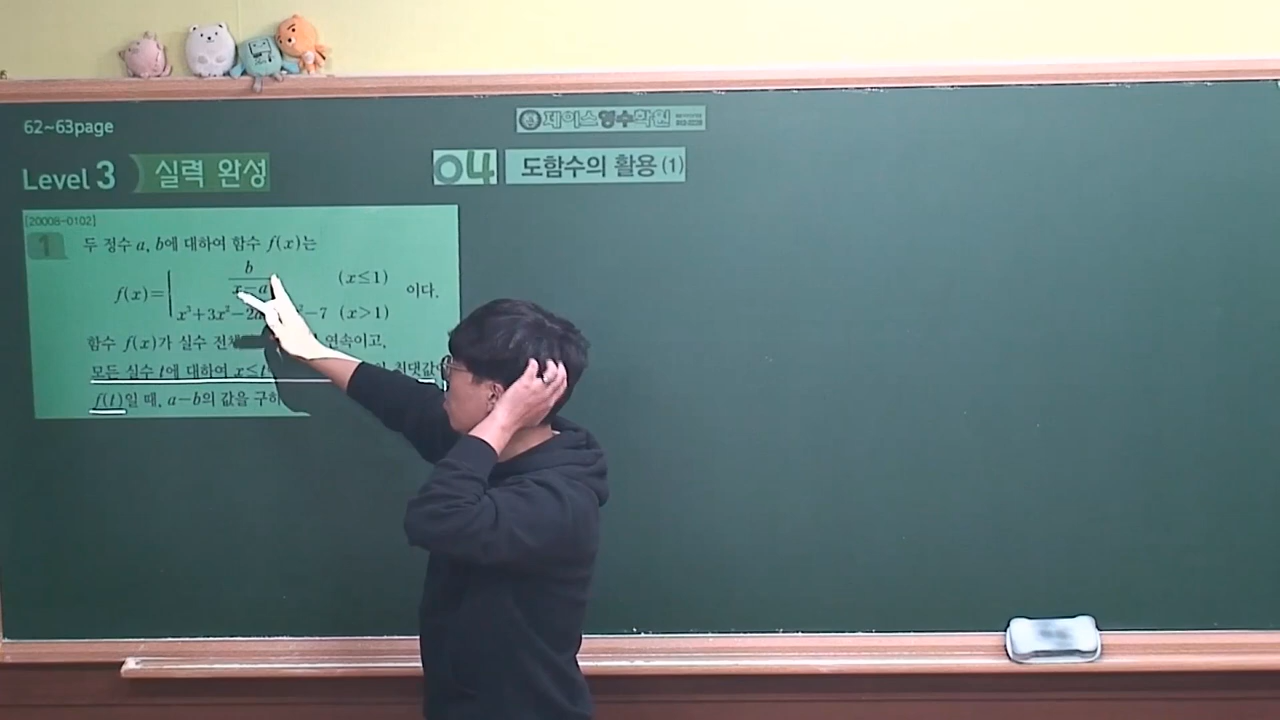 62~63page
제이스영수학원
Level 3 실력 완성
04 도함수의 활용 (1)
[20008-0102]
1 두 정수 a, b에 대하여 함수 f(x)는
f(x)= b/(x-a (x≤1)
x³+3x²-2a ²-7 (x>1) 이다.
함수 f(x)가 실수 전체 연속이고,
모든 실수 t에 대하여 x≤t 최댓값
f(t)일 때, a-b의 값을 구하